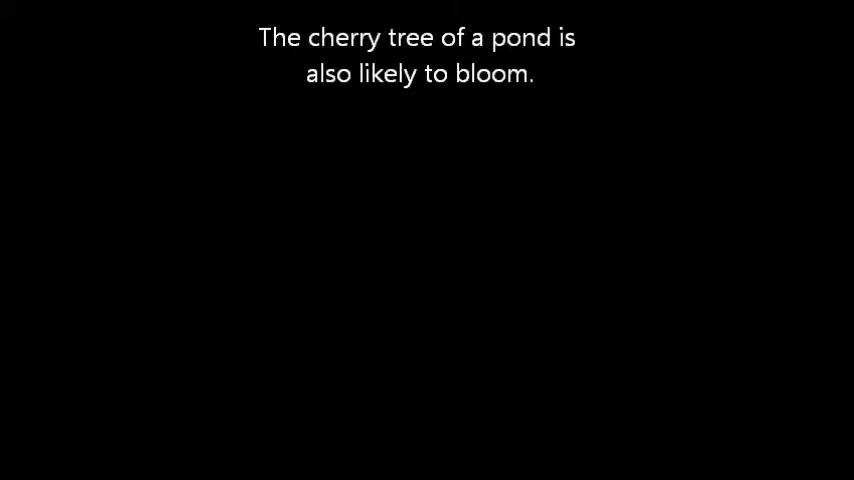 The cherry tree of a pond is
also likely to bloom.